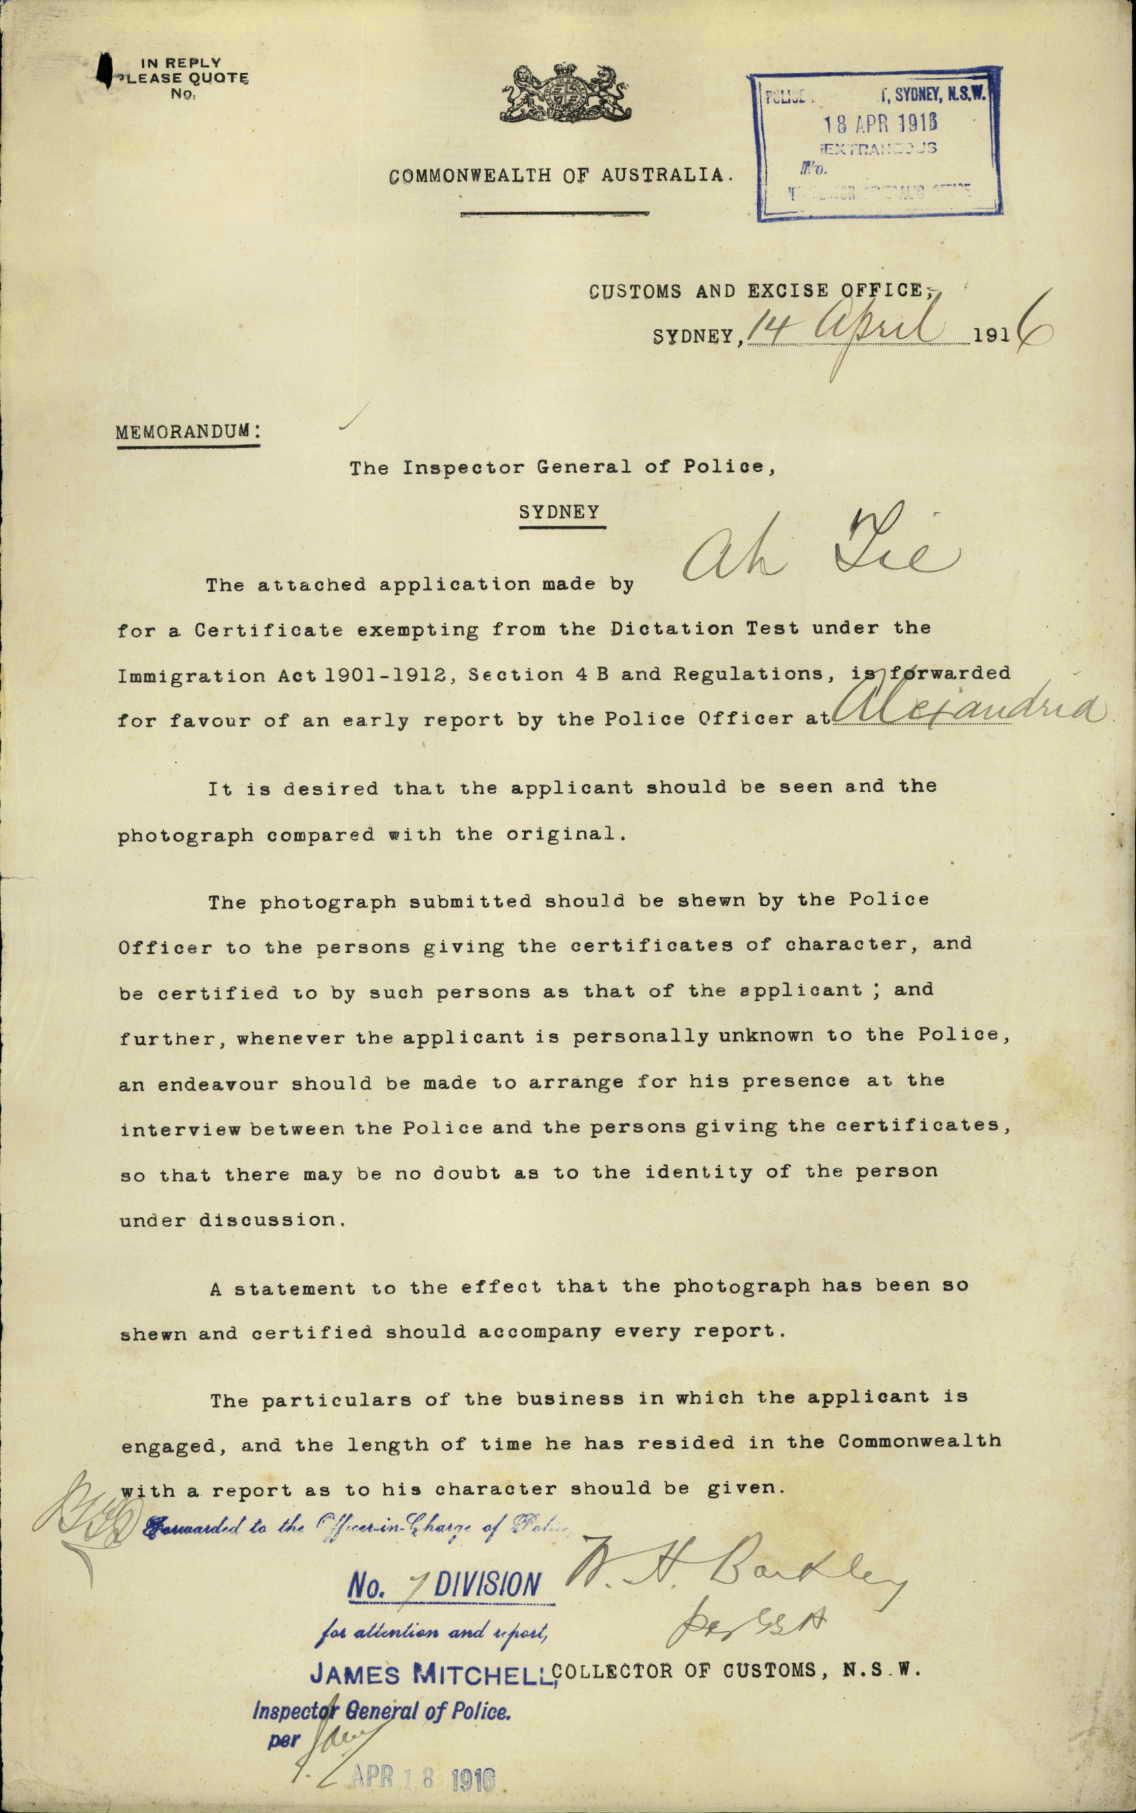 IN REPLY
PLEASE QUOTE
No.
POLICE SYDNEY, N.S.W.
18 APR 1916
EXTRANEOUS
No.
COMMONWEALTH OF AUSTRALIA.
CUSTOMS AND EXCISE OFFICE,
SYDNEY, 14 April 1916
MEMORANDUM:
The Inspector General of Police,
SYDNEY
The attached application made by Ah Tie
for a Certificate exempting from the Dictation Test under the
Immigration Act 1901-1912, Section 4 B and Regulations, is forwarded
for favour of an early report by the Police Officer at Alexandria
It is desired that the applicant should be seen and the
photograph compared with the original.
The photograph submitted should be shewn by the Police
Officer to the persons giving the certificates of character, and
be certified to by such persons as that of the applicant ; and
further, whenever the applicant is personally unknown to the Police,
an endeavour should be made to arrange for his presence at the
interview between the Police and the persons giving the certificates,
so that there may be no doubt as to the identity of the person
under discussion.
A statement to the effect that the photograph has been so
shewn and certified should accompany every report.
The particulars of the business in which the applicant is
engaged, and the length of time he has resided in the Commonwealth
with a report as to his character should be given.
Forwarded to the Officer-in-Charge of Police
No. 7 DIVISION
W. H. Barkley
for attention and report,
per
JAMES MITCHELL,
COLLECTOR OF CUSTOMS, N.S.W.
Inspector General of Police.
per
APR 18 1916